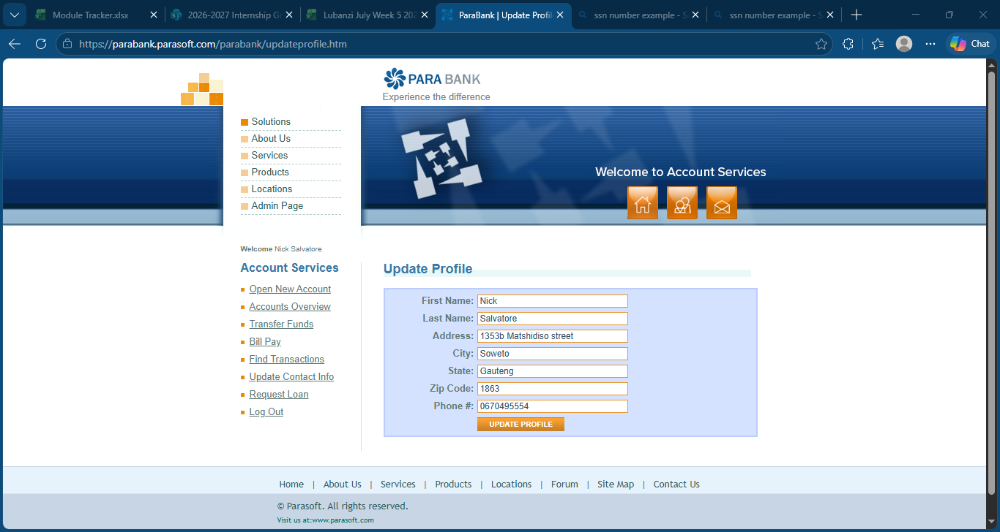 Module Tracker.xlsx
2026-2027 Internship G
Lubanzi July Week 5 202
ParaBank | Update Profil
ssn number example - S
ssn number example - S
https://parabank.parasoft.com/parabank/updateprofile.htm
Chat
PARA BANK
Experience the difference
Solutions
About Us
Services
Products
Locations
Admin Page
Welcome to Account Services
Welcome Nick Salvatore
Account Services
Open New Account
Accounts Overview
Transfer Funds
Bill Pay
Find Transactions
Update Contact Info
Request Loan
Log Out
Update Profile
First Name: Nick
Last Name: Salvatore
Address: 1353b Matshidiso street
City: Soweto
State: Gauteng
Zip Code: 1863
Phone #: 0670495554
UPDATE PROFILE
Home | About Us | Services | Products | Locations | Forum | Site Map | Contact Us
© Parasoft. All rights reserved.
Visit us at:www.parasoft.com